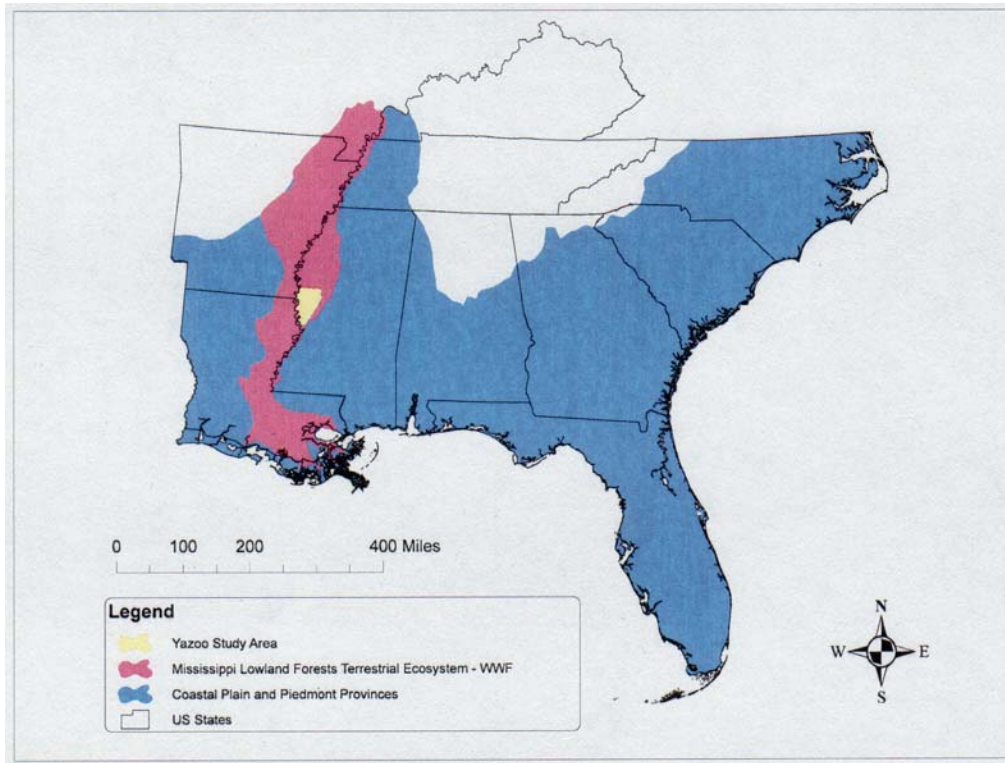 0 100 200 400 Miles
Legend
Yazoo Study Area
Mississippi Lowland Forests Terrestrial Ecosystem - WWF
Coastal Plain and Piedmont Provinces
US States
N
W E
S